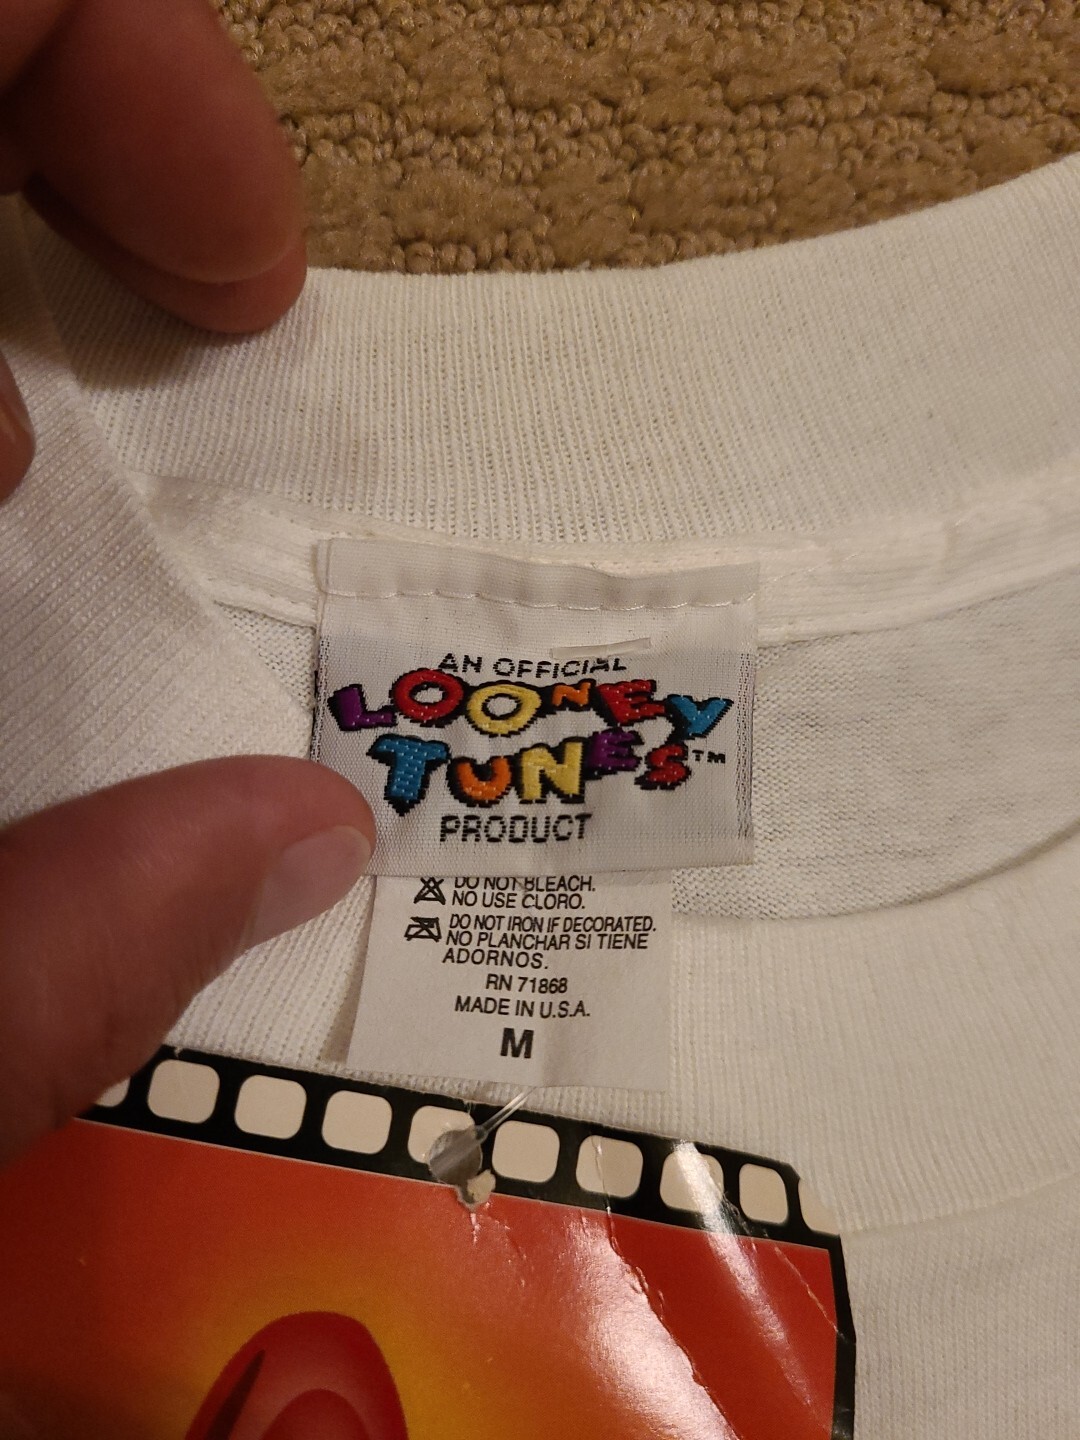 AN OFFICIAL
LOONEY
TUNES™
PRODUCT
DO NOT BLEACH.
NO USE CLORO.
DO NOT IRON IF DECORATED.
NO PLANCHAR SI TIENE
ADORNOS.
RN 71868
MADE IN U.S.A.
M